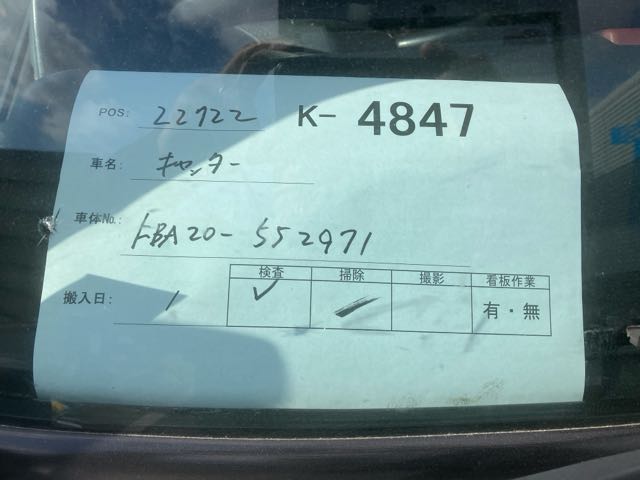 POS: 22722 K-4847
車名: キャンター
車体No.: FBA20-552971
検査 掃除 撮影 看板作業
搬入日: / ✓ 有・無